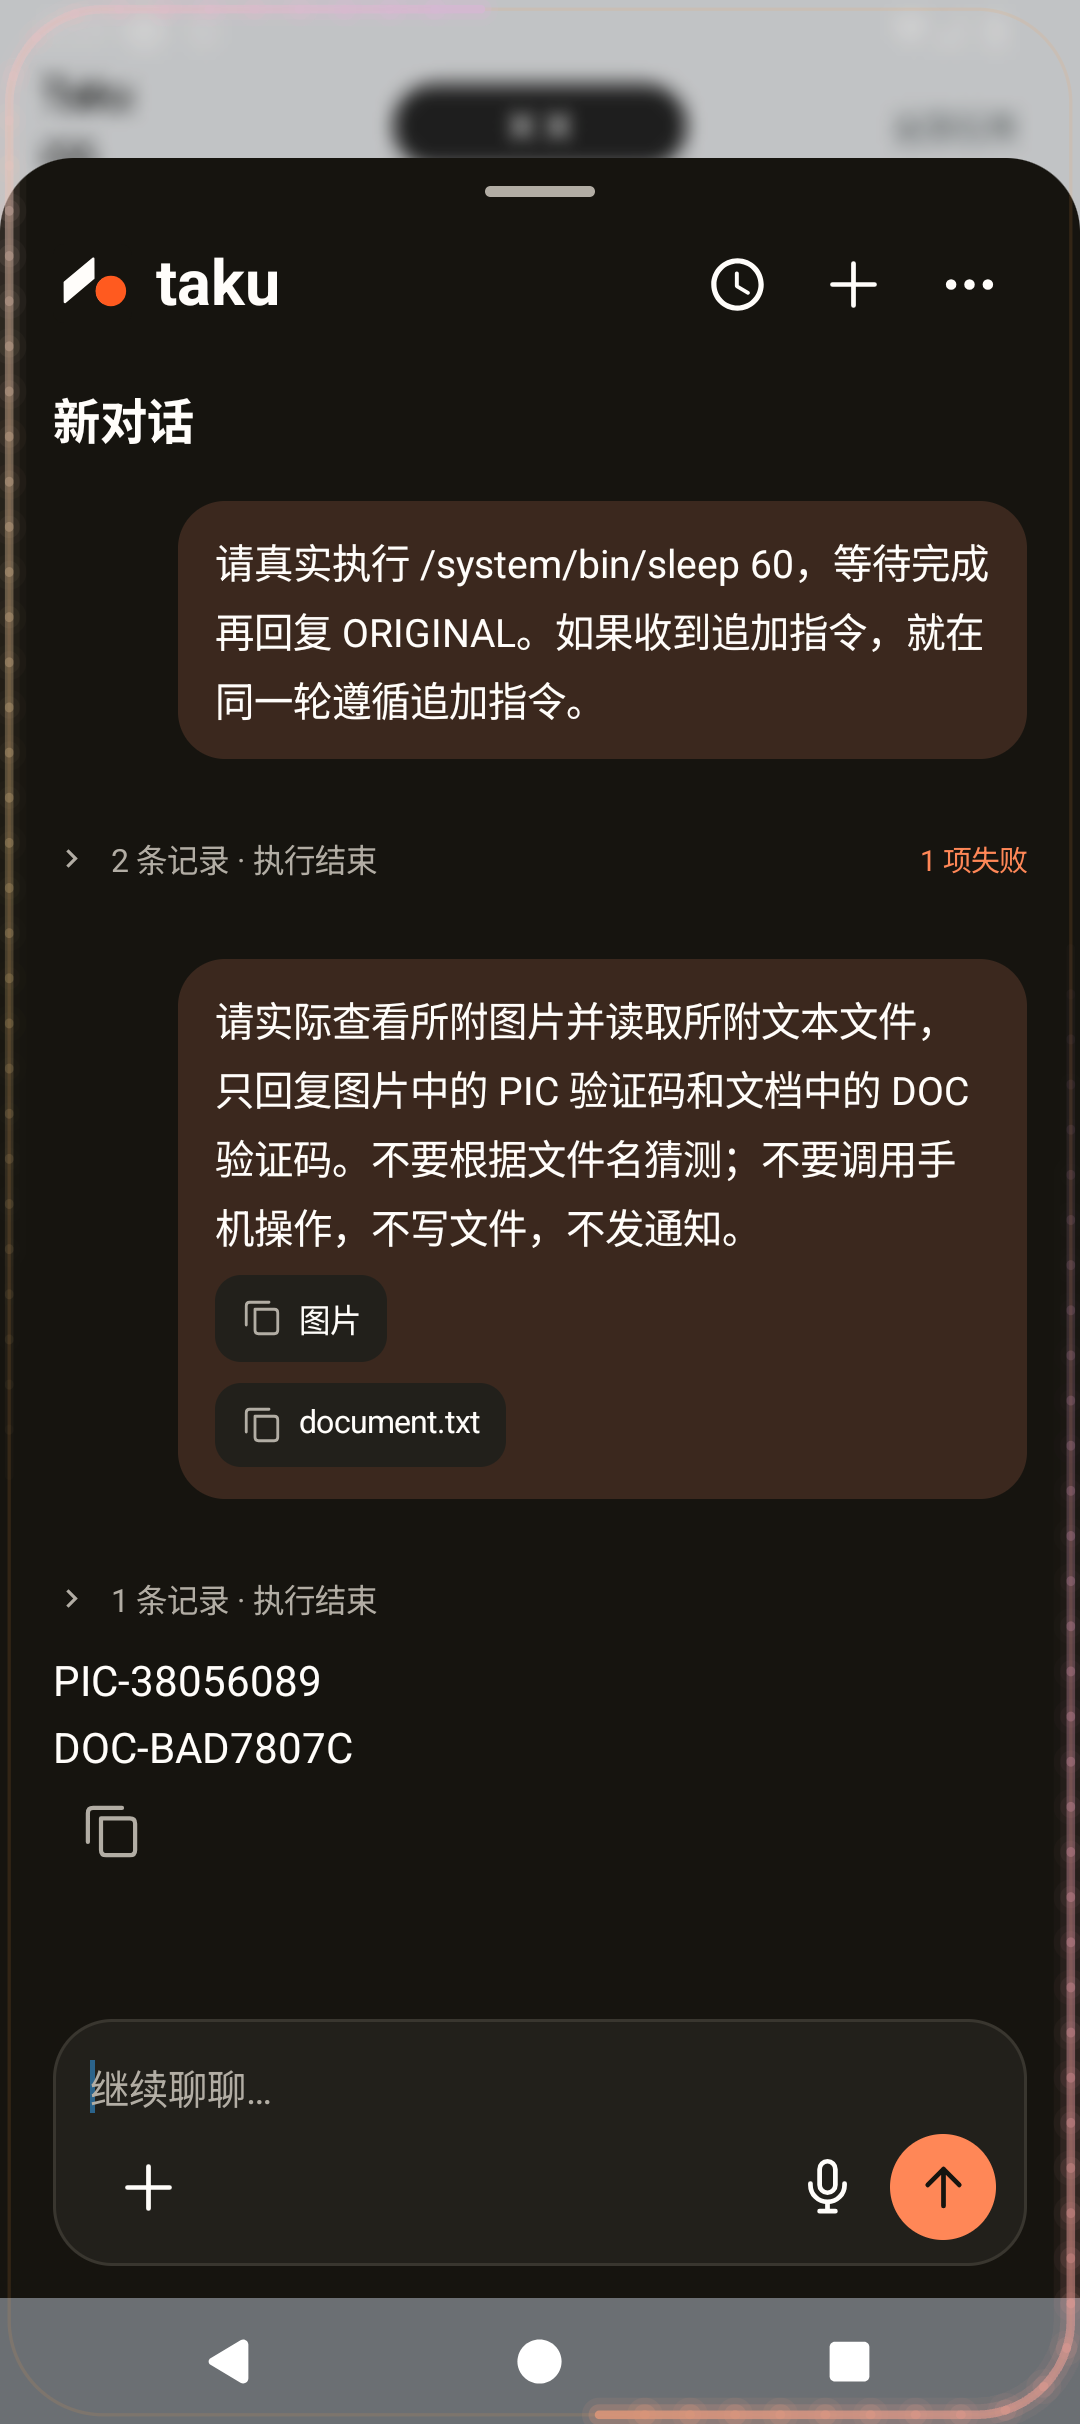 Taku
taku
新对话
请真实执行 /system/bin/sleep 60，等待完成
再回复 ORIGINAL。如果收到追加指令，就在
同一轮遵循追加指令。
2 条记录 · 执行结束
1 项失败
请实际查看所附图片并读取所附文本文件，
只回复图片中的 PIC 验证码和文档中的 DOC
验证码。不要根据文件名猜测；不要调用手
机操作，不写文件，不发通知。
图片
document.txt
1 条记录 · 执行结束
PIC-38056089
DOC-BAD7807C
继续聊聊...